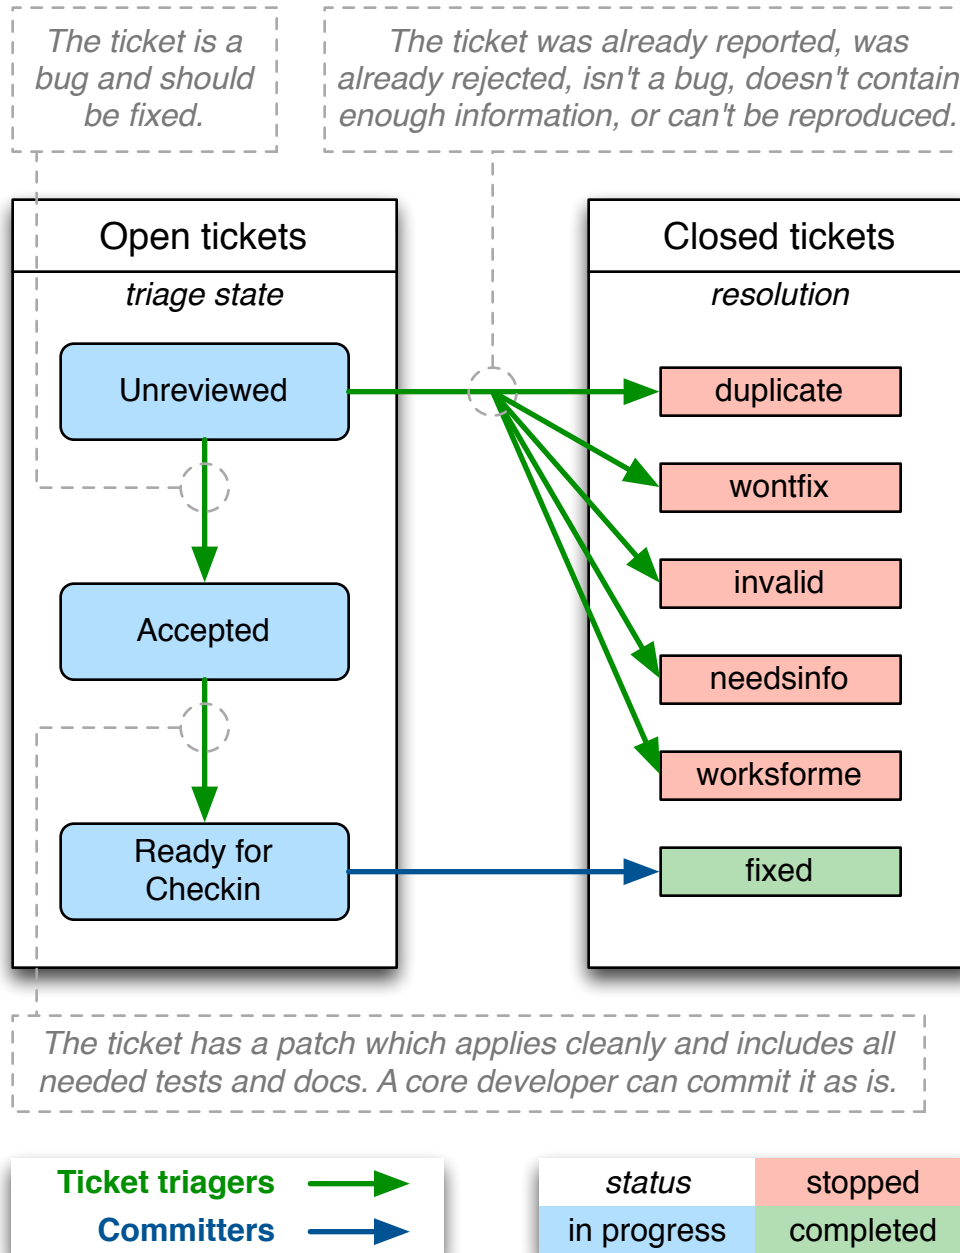 The ticket is a
bug and should
be fixed.
The ticket was already reported, was
already rejected, isn't a bug, doesn't contain
enough information, or can't be reproduced.
Open tickets
triage state
Unreviewed
Accepted
Ready for
Checkin
Closed tickets
resolution
duplicate
wontfix
invalid
needsinfo
worksforme
fixed
The ticket has a patch which applies cleanly and includes all
needed tests and docs. A core developer can commit it as is.
Ticket triagers
Committers
status
stopped
in progress
completed